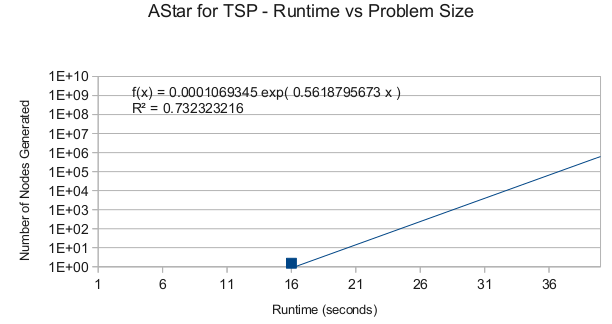 AStar for TSP - Runtime vs Problem Size
1E+10
f(x) = 0.0001069345 exp( 0.5618795673 x )
1E+09
R² = 0.732323216
1E+08
1E+07
1E+06
1E+05
1E+04
1E+03
1E+02
1E+01
1E+00
Number of Nodes Generated
1 6 11 16 21 26 31 36
Runtime (seconds)